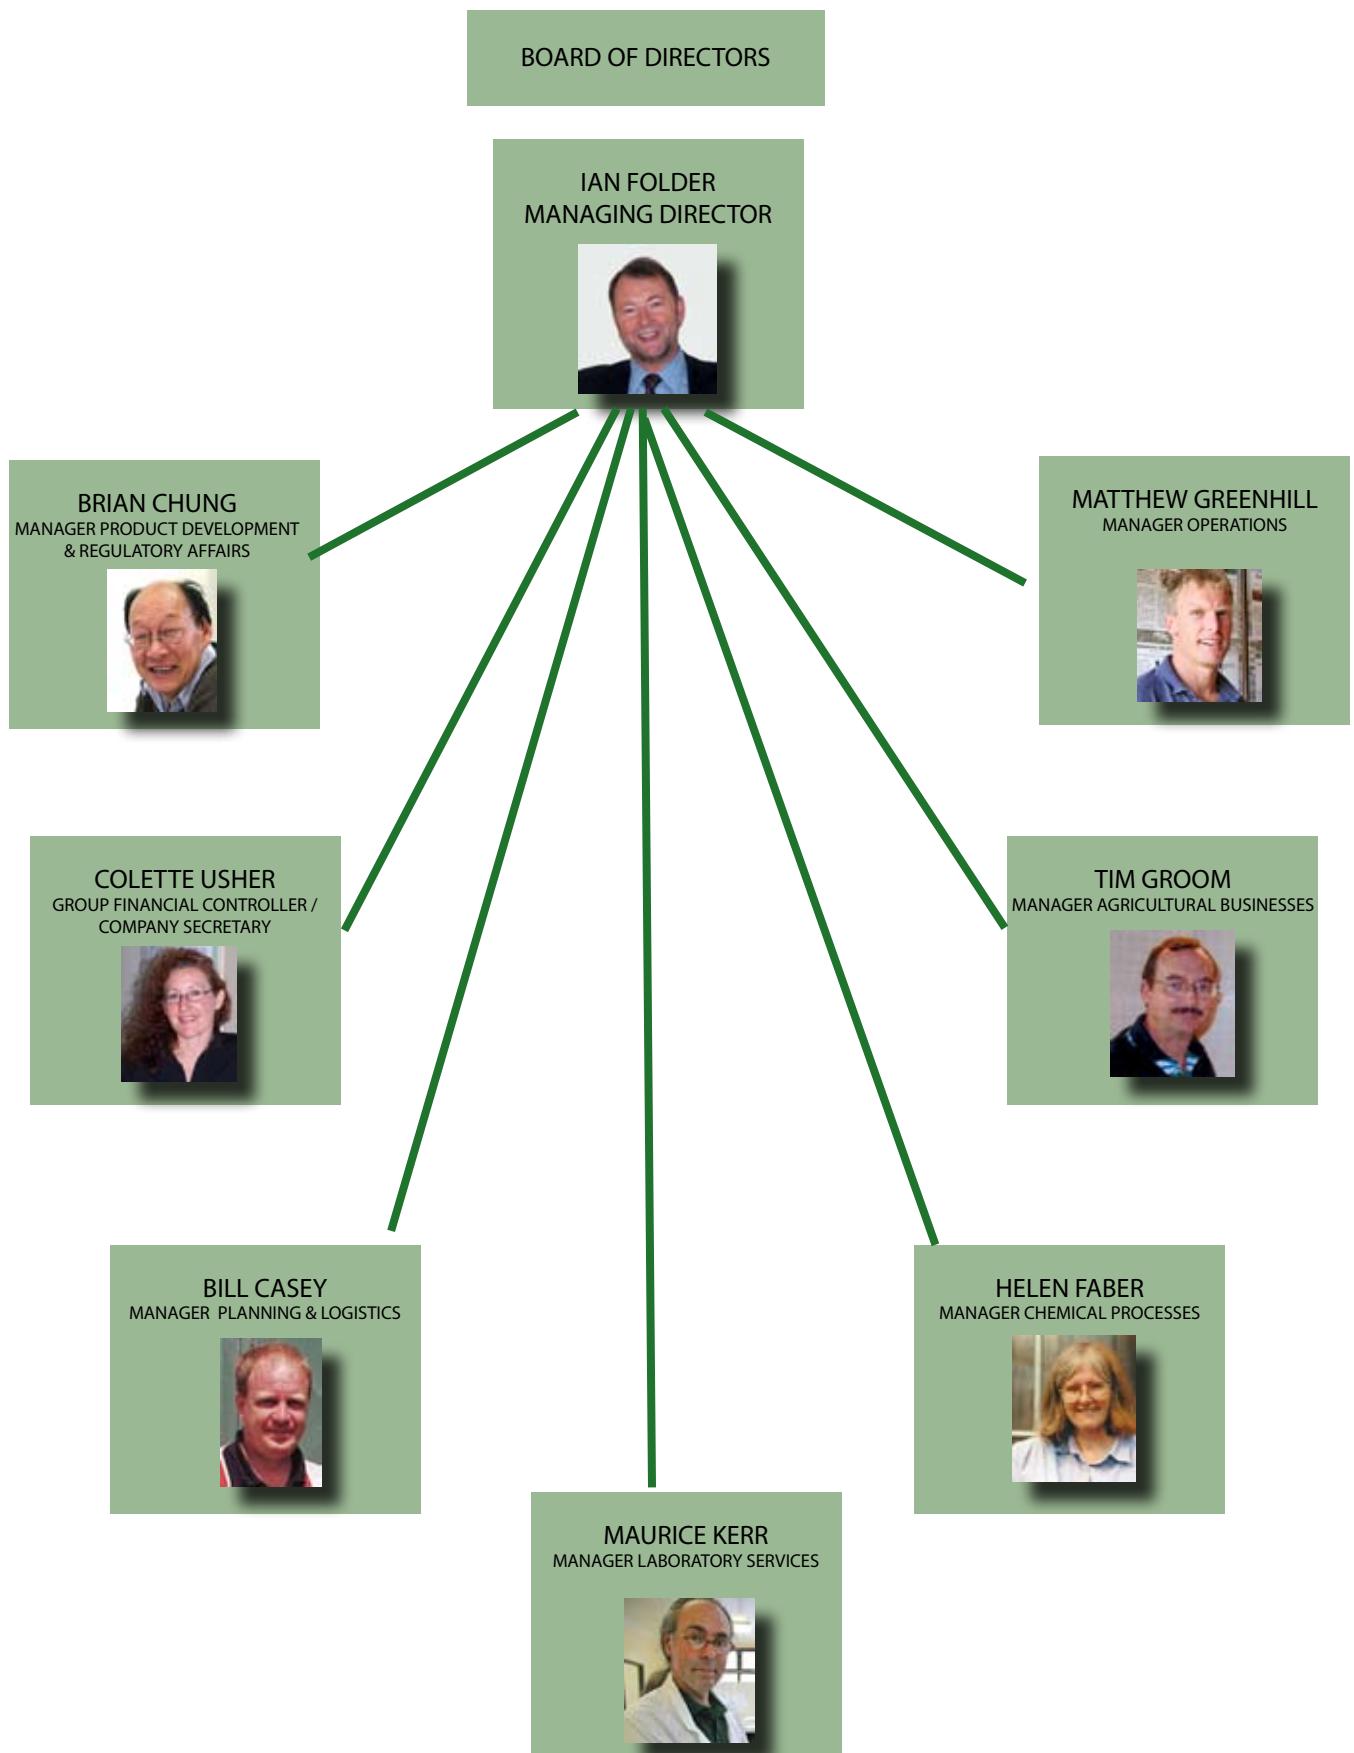 BOARD OF DIRECTORS
IAN FOLDER
MANAGING DIRECTOR
BRIAN CHUNG
MANAGER PRODUCT DEVELOPMENT
& REGULATORY AFFAIRS
MATTHEW GREENHILL
MANAGER OPERATIONS
COLETTE USHER
GROUP FINANCIAL CONTROLLER /
COMPANY SECRETARY
TIM GROOM
MANAGER AGRICULTURAL BUSINESSES
BILL CASEY
MANAGER  PLANNING & LOGISTICS
HELEN FABER
MANAGER CHEMICAL PROCESSES
MAURICE KERR
MANAGER LABORATORY SERVICES